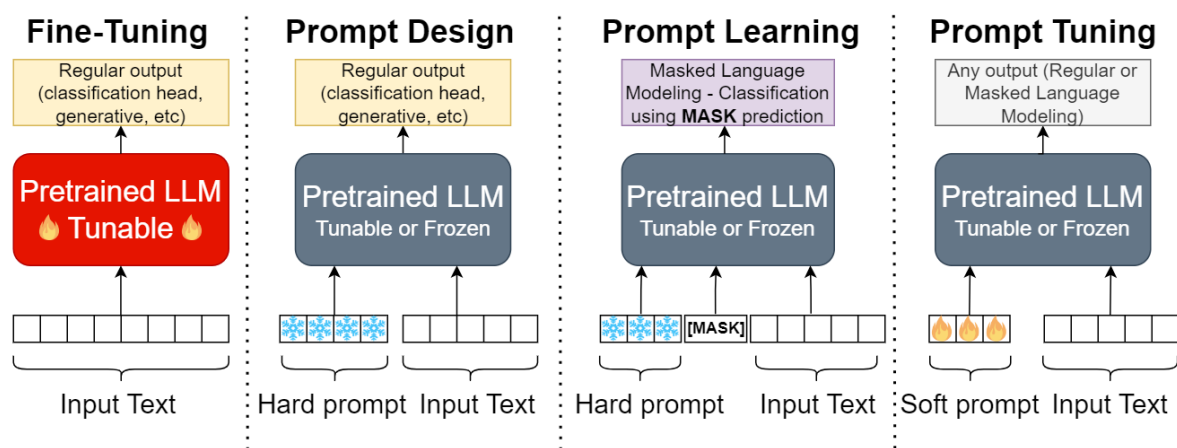 Fine-Tuning
Regular output
(classification head,
generative, etc)
Pretrained LLM
Tunable
Input Text
Prompt Design
Regular output
(classification head,
generative, etc)
Pretrained LLM
Tunable or Frozen
Hard prompt
Input Text
Prompt Learning
Masked Language
Modeling - Classification
using MASK prediction
Pretrained LLM
Tunable or Frozen
[MASK]
Hard prompt
Input Text
Prompt Tuning
Any output (Regular or
Masked Language
Modeling)
Pretrained LLM
Tunable or Frozen
Soft prompt
Input Text